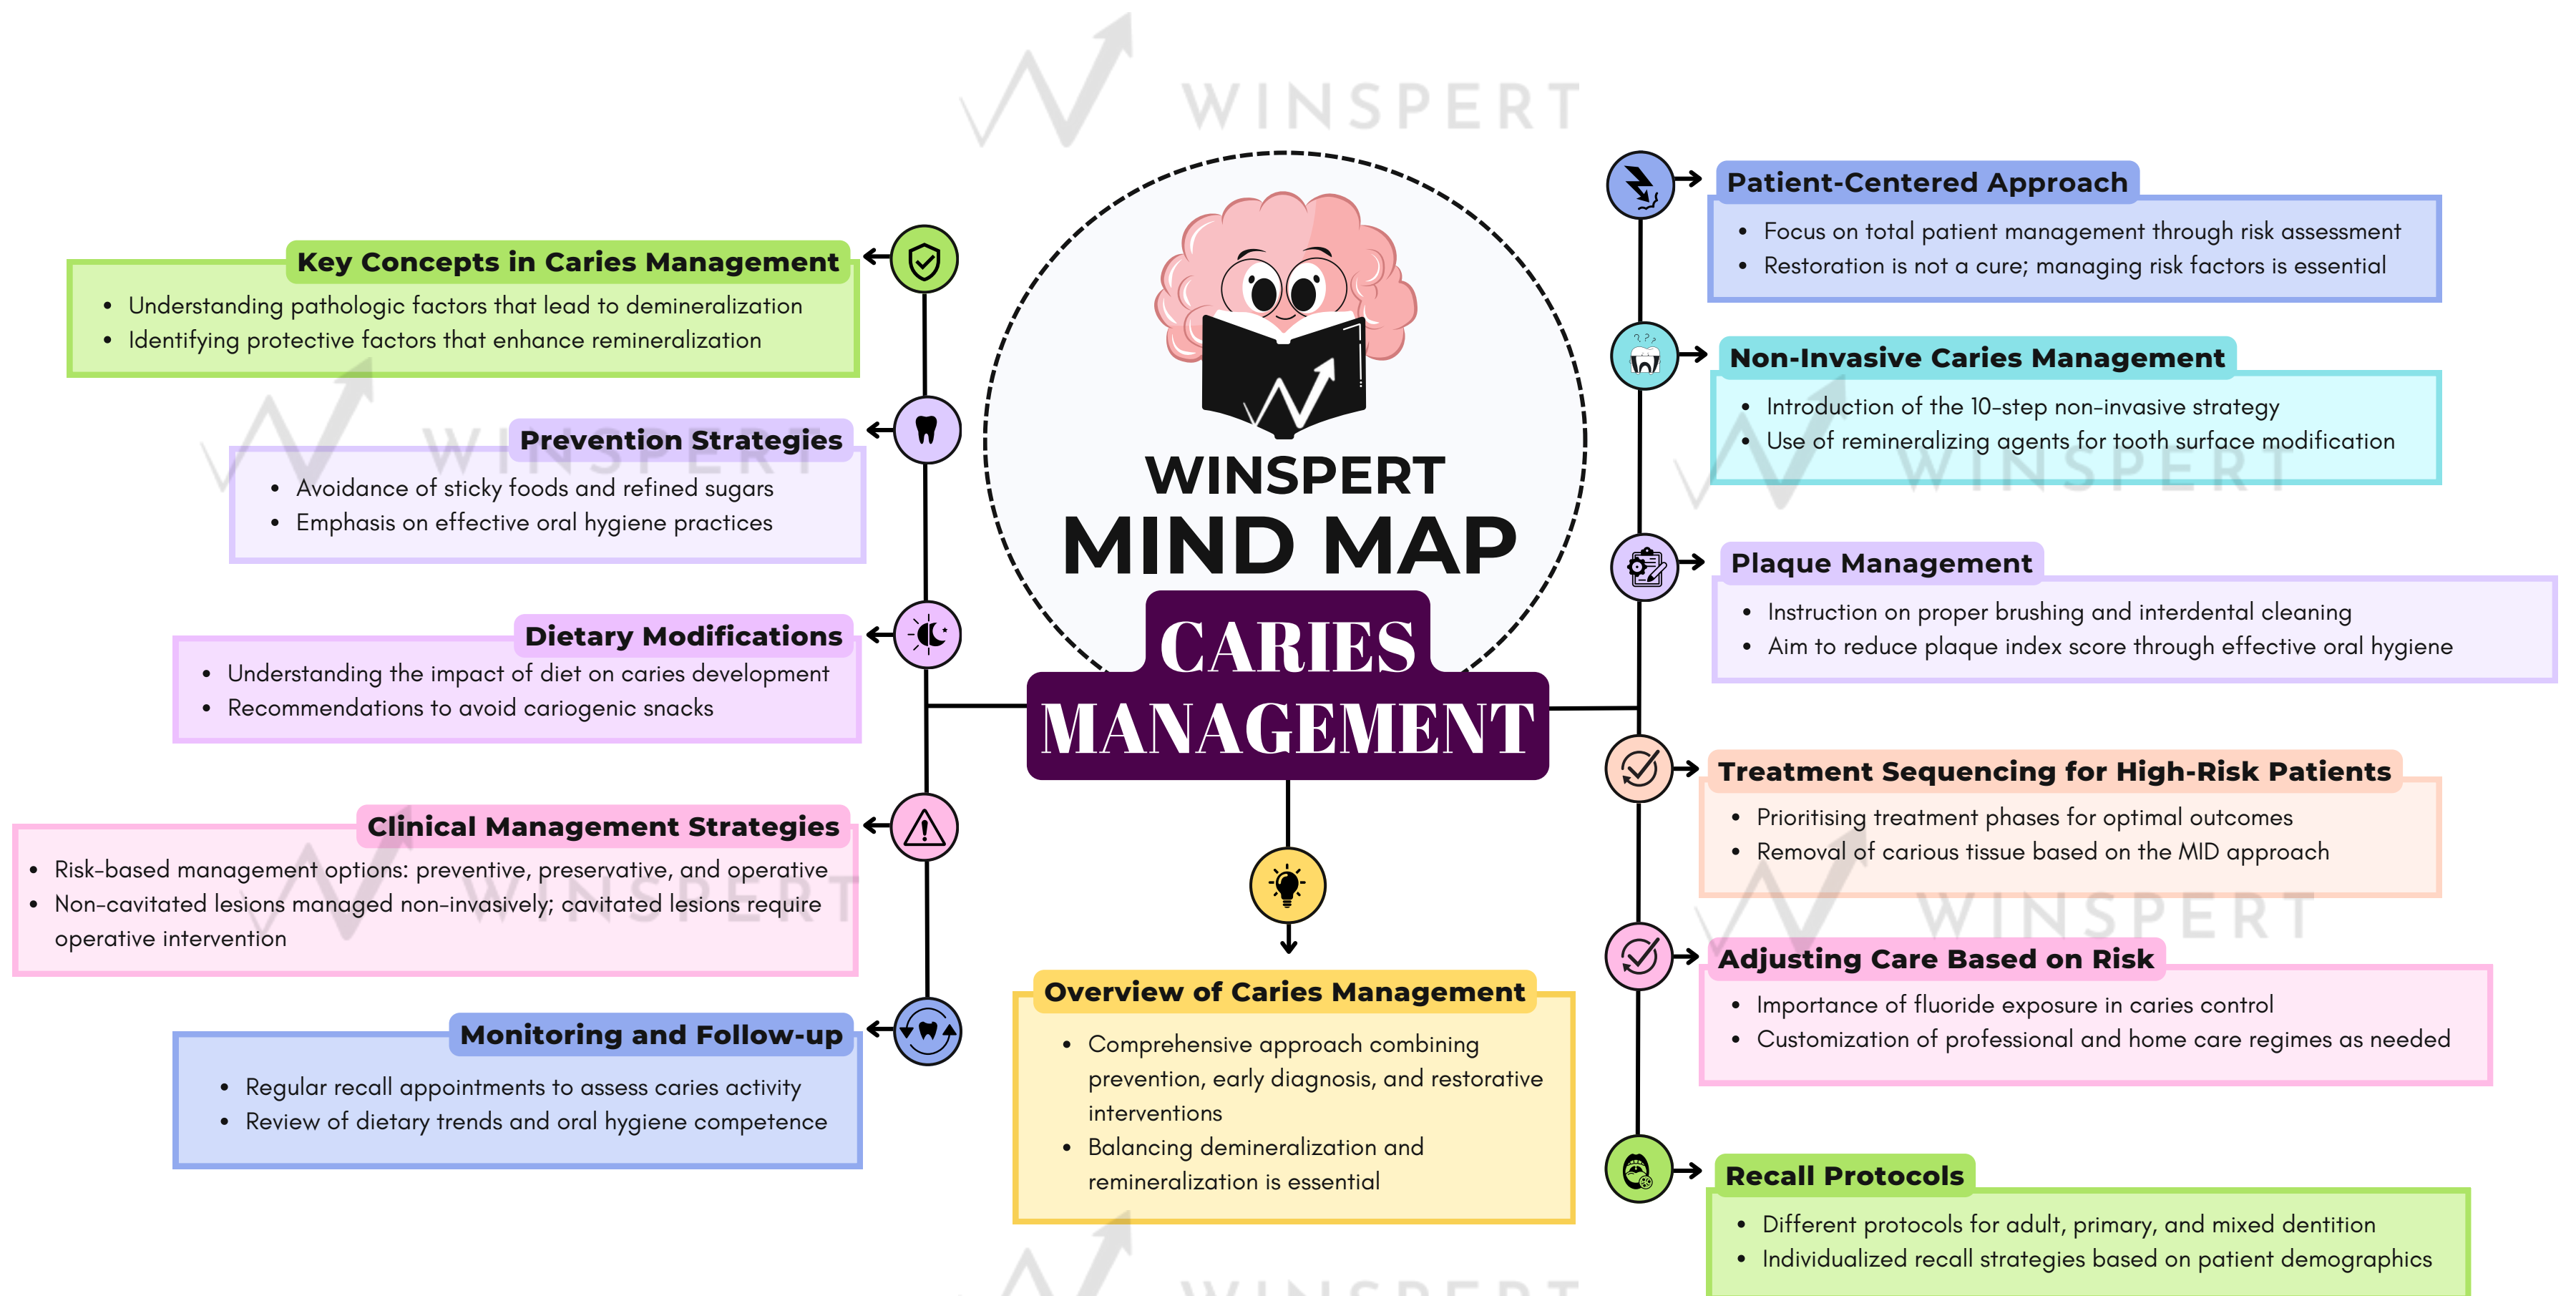 WINSPERT
WINSPERT
MIND MAP
CARIES
MANAGEMENT
Key Concepts in Caries Management
• Understanding pathologic factors that lead to demineralization
• Identifying protective factors that enhance remineralization
Prevention Strategies
• Avoidance of sticky foods and refined sugars
• Emphasis on effective oral hygiene practices
Dietary Modifications
• Understanding the impact of diet on caries development
• Recommendations to avoid cariogenic snacks
Clinical Management Strategies
• Risk-based management options: preventive, preservative, and operative
• Non-cavitated lesions managed non-invasively; cavitated lesions require
operative intervention
Monitoring and Follow-up
• Regular recall appointments to assess caries activity
• Review of dietary trends and oral hygiene competence
Overview of Caries Management
• Comprehensive approach combining
prevention, early diagnosis, and restorative
interventions
• Balancing demineralization and
remineralization is essential
Patient-Centered Approach
• Focus on total patient management through risk assessment
• Restoration is not a cure; managing risk factors is essential
Non-Invasive Caries Management
• Introduction of the 10-step non-invasive strategy
• Use of remineralizing agents for tooth surface modification
Plaque Management
• Instruction on proper brushing and interdental cleaning
• Aim to reduce plaque index score through effective oral hygiene
Treatment Sequencing for High-Risk Patients
• Prioritising treatment phases for optimal outcomes
• Removal of carious tissue based on the MID approach
Adjusting Care Based on Risk
• Importance of fluoride exposure in caries control
• Customization of professional and home care regimes as needed
Recall Protocols
• Different protocols for adult, primary, and mixed dentition
• Individualized recall strategies based on patient demographics
WINSPERT
WINSPERT
WINSPERT
WINSPERT
WINSPERT